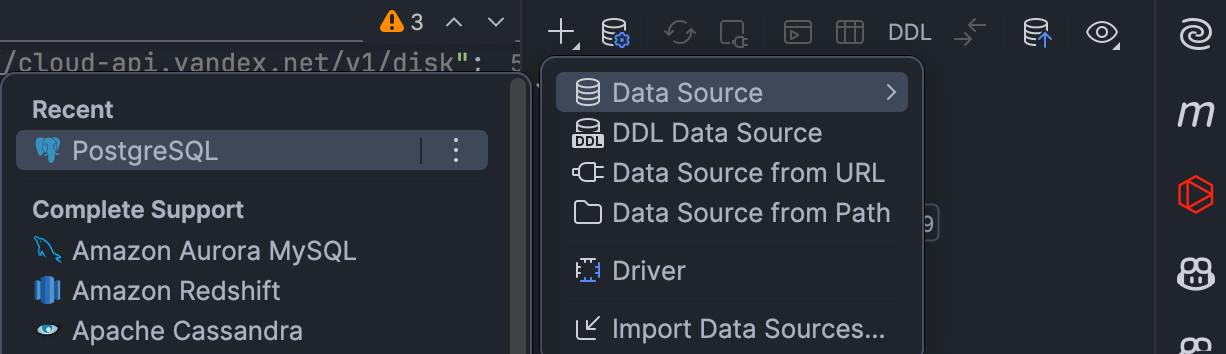 3
DDL
/cloud-api.yandex.net/v1/disk";
Recent
PostgreSQL
Complete Support
Amazon Aurora MySQL
Amazon Redshift
Apache Cassandra
Data Source
DDL Data Source
Data Source from URL
Data Source from Path
Driver
Import Data Sources...
9
m